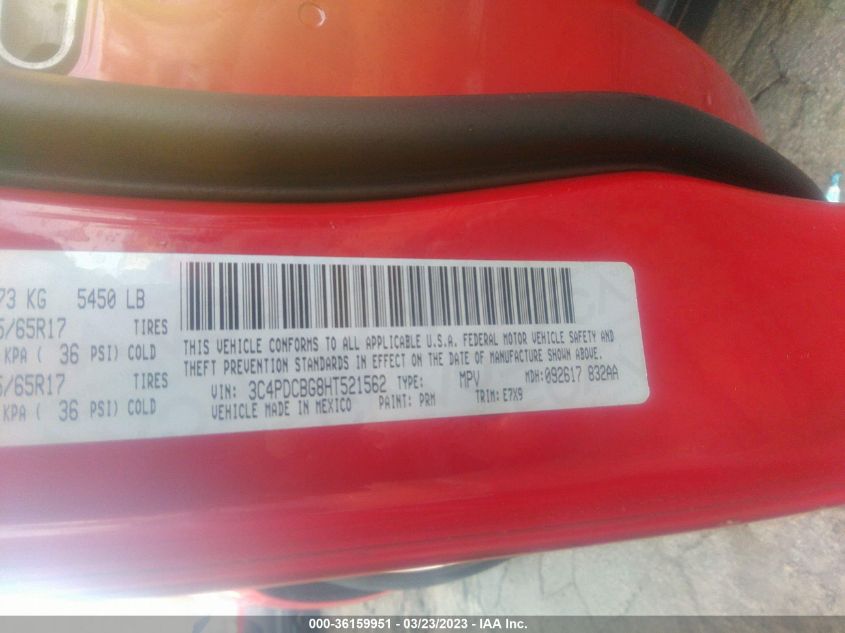 73 KG 5450 LB
5/65R17 TIRES
KPA ( 36 PSI) COLD
5/65R17 TIRES
KPA ( 36 PSI) COLD
THIS VEHICLE CONFORMS TO ALL APPLICABLE U.S.A. FEDERAL MOTOR VEHICLE SAFETY AND
THEFT PREVENTION STANDARDS IN EFFECT ON THE DATE OF MANUFACTURE SHOWN ABOVE.
VIN: 3C4PDCBG8HT521562 TYPE: MPV MDH:092617 832AA
VEHICLE MADE IN MEXICO PAINT: PRM TRIM: E7X9
000-36159951 - 03/23/2023 - IAA Inc.